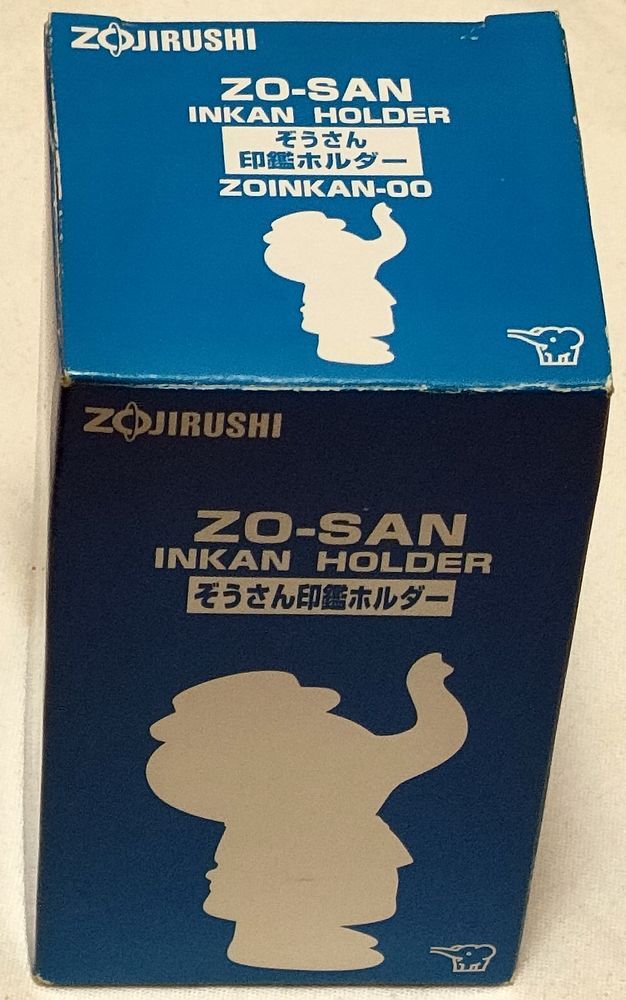 ZOJIRUSHI
ZO-SAN
INKAN HOLDER
ぞうさん
印鑑ホルダー
ZOINKAN-00
ZOJIRUSHI
ZO-SAN
INKAN HOLDER
ぞうさん印鑑ホルダー